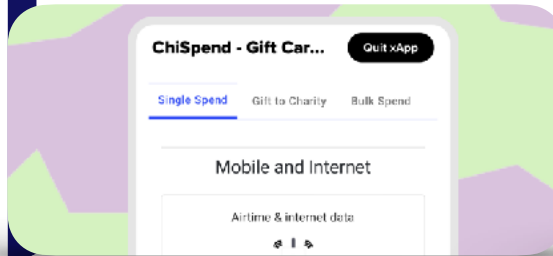 ChiSpend - Gift Car...
Quit xApp
Single Spend
Gift to Charity
Bulk Spend
Mobile and Internet
Airtime & internet data